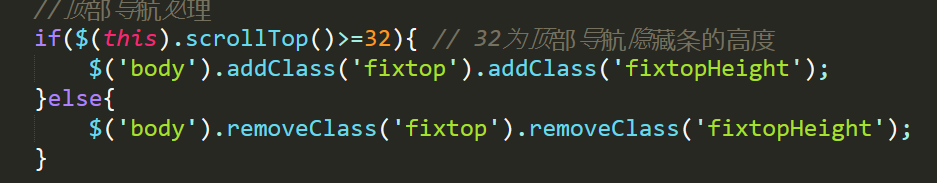 //顶部导航处理
if($(this).scrollTop()>=32){ // 32为顶部导航隐藏条的高度
$('body').addClass('fixtop').addClass('fixtopHeight');
}else{
$('body').removeClass('fixtop').removeClass('fixtopHeight');
}